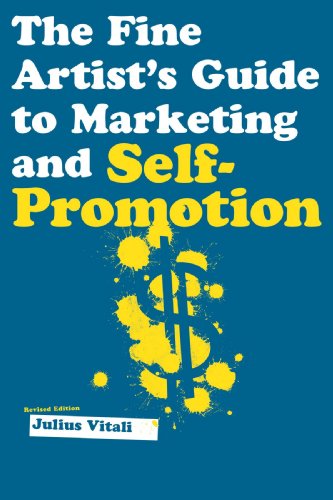 The Fine
Artist's Guide
to Marketing
and Self-
Promotion
$
Revised Edition
Julius Vitali